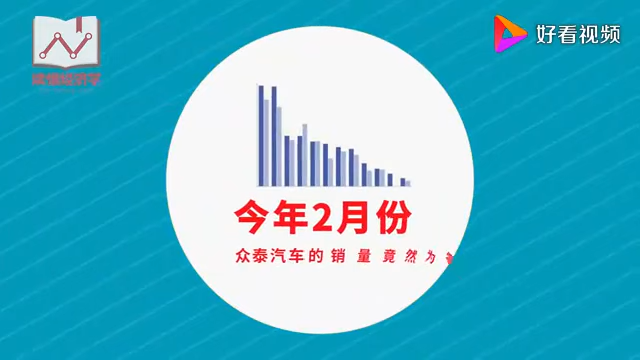 好看视频
今年2月份
众泰汽车的销量竟然为